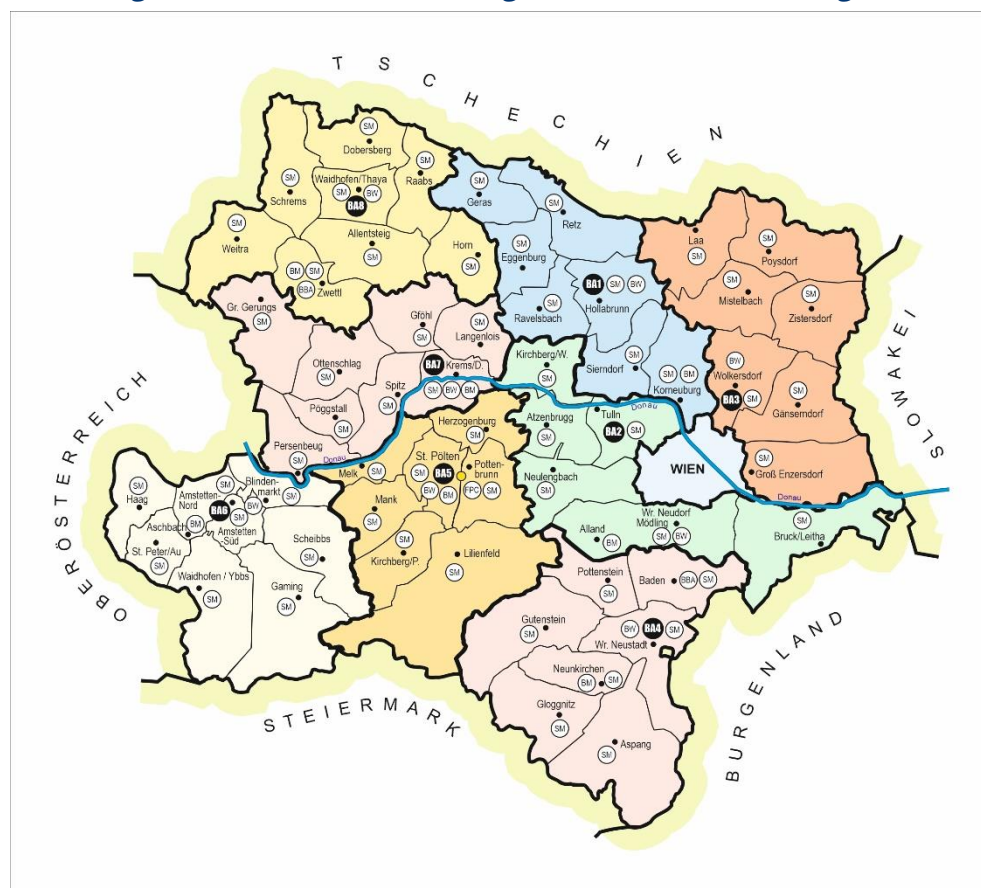 TSCHECHIEN
SM
Dobersberg
SM
Raabs
Waidhofen/Thaya
SM BW
BA8
SM
Schrems
SM
Weitra
Allentsteig
SM
BM SM
BBA
Zwettl
Horn
SM
SM
Geras
SM
Retz
SM
Eggenburg
SM
Ravelsbach
BA1 SM BW
Hollabrunn
SM
Sierndorf
SM BM
Korneuburg
Laa
SM
SM
Poysdorf
SM
Mistelbach
SM
Zistersdorf
BW
Wolkersdorf
BA3 SM
SM
Gänserndorf
SM
Groß Enzersdorf
SLOWAKEI
Gr. Gerungs
SM
Gföhl
SM
SM
Langenlois
Ottenschlag
SM
BA7
Krems/D.
SM BW BM
Spitz
SM
Pöggstall
SM
Persenbeug
SM
Donau
Kirchberg/W.
SM
Atzenbrugg
SM
Tulln
BA2 SM
Donau
Neulengbach
SM
WIEN
Donau
Wr. Neudorf
Mödling
SM BW
Alland
BM
SM
Bruck/Leitha
Herzogenburg
SM
St. Pölten
SM BA5
BW BM
Potten-
brunn
FPC SM
Melk
SM
Mank
SM
SM
Kirchberg/P.
Lilienfeld
SM
OBERÖSTERREICH
SM
Haag
SM
Amstetten-
Nord
BA6
SM
Amstetten
Süd
Blinden-
markt
SM
BW
Aschbach
BM
St. Peter/Au
SM
Scheibbs
SM
Waidhofen / Ybbs
SM
Gaming
SM
Pottenstein
SM
Baden
BBA SM
Gutenstein
SM
BW BA4 SM
Wr. Neustadt
Neunkirchen
BM SM
Gloggnitz
SM
Aspang
SM
STEIERMARK
BURGENLAND